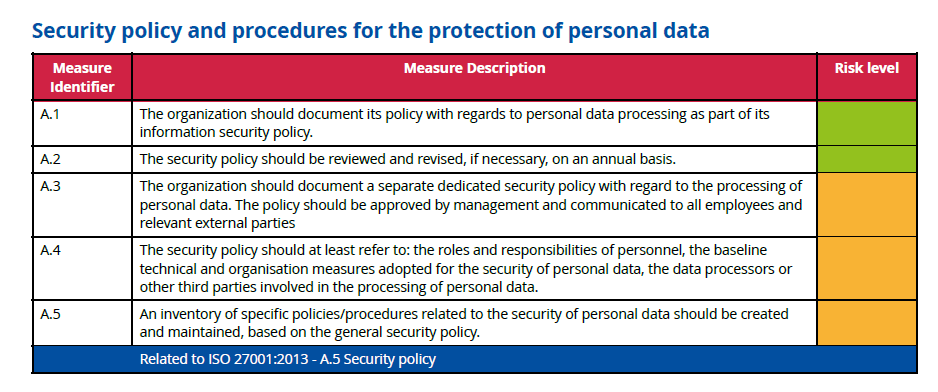 Security policy and procedures for the protection of personal data
Measure Identifier
Measure Description
Risk level
A.1
The organization should document its policy with regards to personal data processing as part of its
information security policy.
A.2
The security policy should be reviewed and revised, if necessary, on an annual basis.
A.3
The organization should document a separate dedicated security policy with regard to the processing of
personal data. The policy should be approved by management and communicated to all employees and
relevant external parties
A.4
The security policy should at least refer to: the roles and responsibilities of personnel, the baseline
technical and organisation measures adopted for the security of personal data, the data processors or
other third parties involved in the processing of personal data.
A.5
An inventory of specific policies/procedures related to the security of personal data should be created
and maintained, based on the general security policy.
Related to ISO 27001:2013 - A.5 Security policy